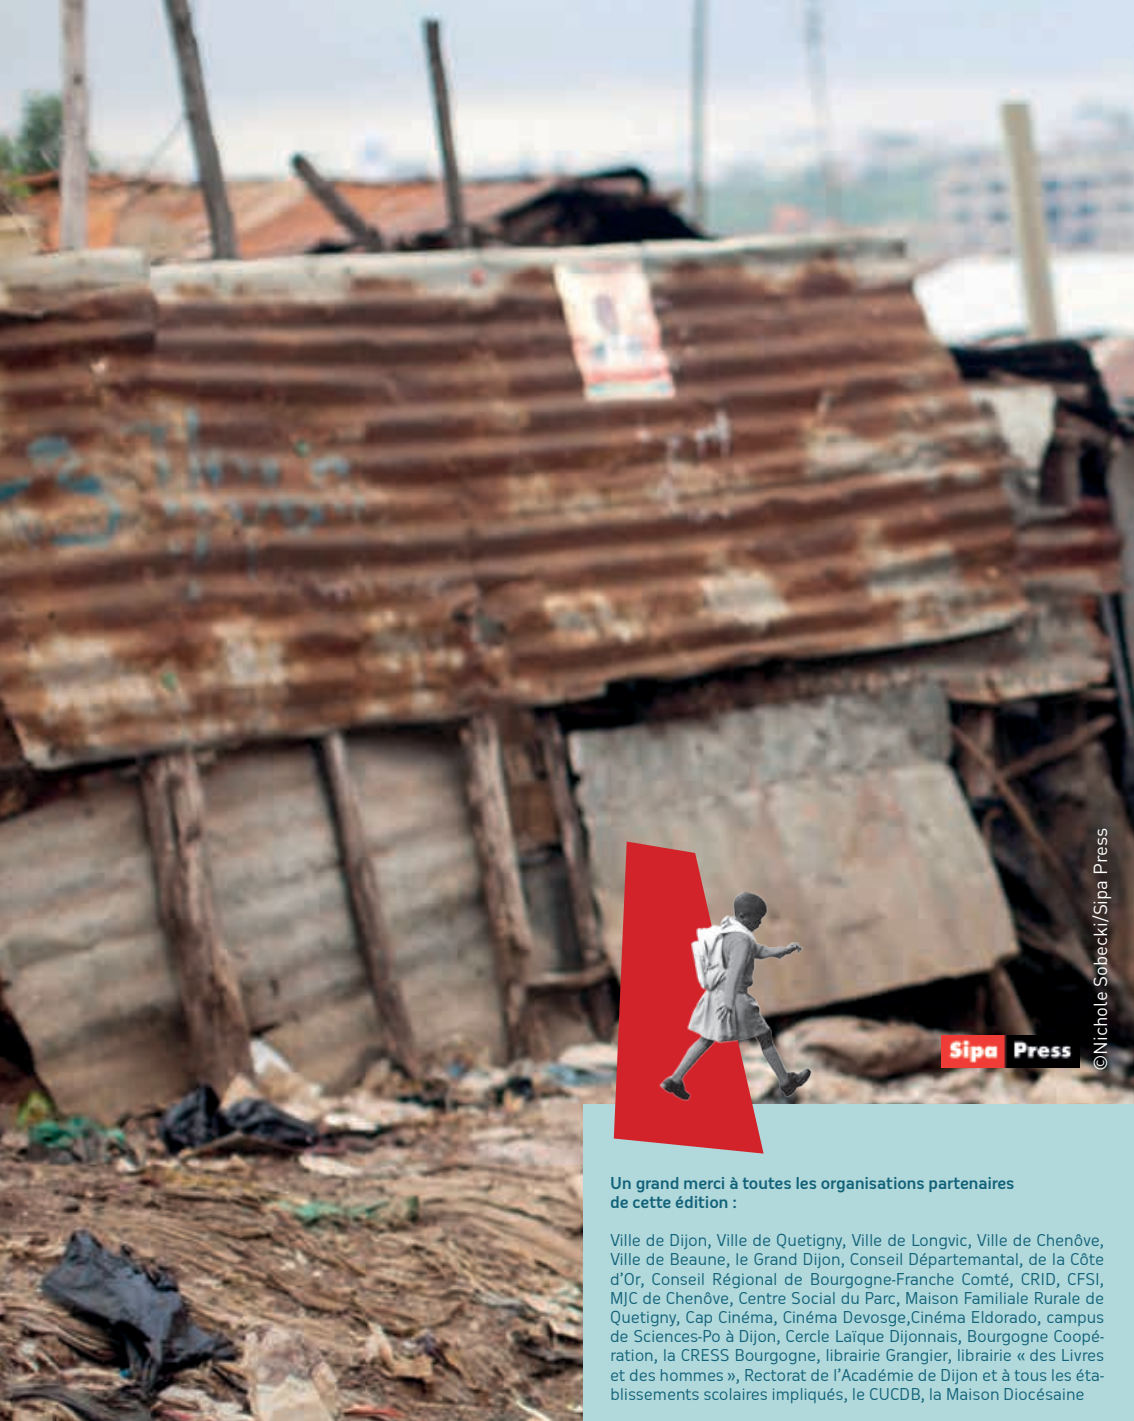 ©Nichole Sobecki/Sipa Press
Sipa Press
Un grand merci à toutes les organisations partenaires
de cette édition :
Ville de Dijon, Ville de Quetigny, Ville de Longvic, Ville de Chenôve,
Ville de Beaune, le Grand Dijon, Conseil Départemantal, de la Côte
d'Or, Conseil Régional de Bourgogne-Franche Comté, CRID, CFSI,
MJC de Chenôve, Centre Social du Parc, Maison Familiale Rurale de
Quetigny, Cap Cinéma, Cinéma Devosge,Cinéma Eldorado, campus
de Sciences-Po à Dijon, Cercle Laïque Dijonnais, Bourgogne Coopé-
ration, la CRESS Bourgogne, librairie Grangier, librairie « des Livres
et des hommes », Rectorat de l'Académie de Dijon et à tous les éta-
blissements scolaires impliqués, le CUCDB, la Maison Diocésaine